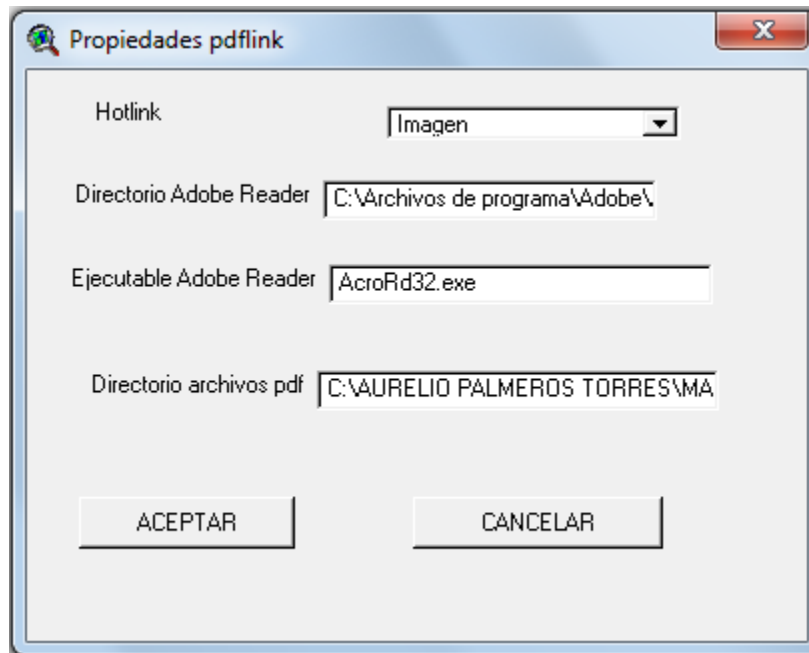 Propiedades pdflink
Hotlink
Imagen
Directorio Adobe Reader
C:\Archivos de programa\Adobe\
Ejecutable Adobe Reader
AcroRd32.exe
Directorio archivos pdf
C:\AURELIO PALMEROS TORRES\MA
ACEPTAR
CANCELAR